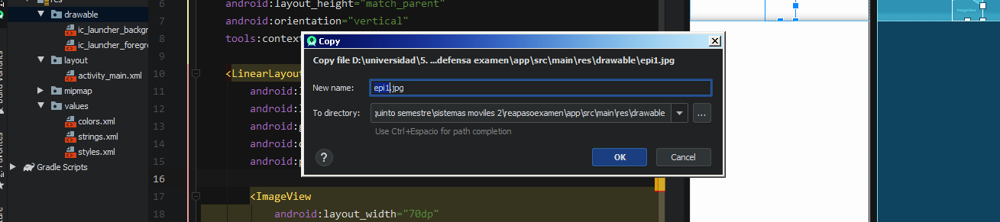 res
drawable
ic_launcher_backgr
ic_launcher_foregr
layout
activity_main.xml
mipmap
values
colors.xml
strings.xml
styles.xml
Gradle Scripts
6 android:layout_height="match_parent"
7 android:orientation="vertical"
8 tools:contex
9
10 <LinearLayout
11 android:l
12 android:l
13 android:g
14 android:o
15 android:p
16
17 <ImageView
18 android:layout_width="70dp"
Copy
Copy file D:\universidad\5. ...defensa examen\app\src\main\res\drawable\epi1.jpg
New name: epi1.jpg
To directory: quinto semestre\sistemas moviles 2\reapasoexamen\app\src\main\res\drawable ...
Use Ctrl+Espacio for path completion
? OK Cancel
ImageView